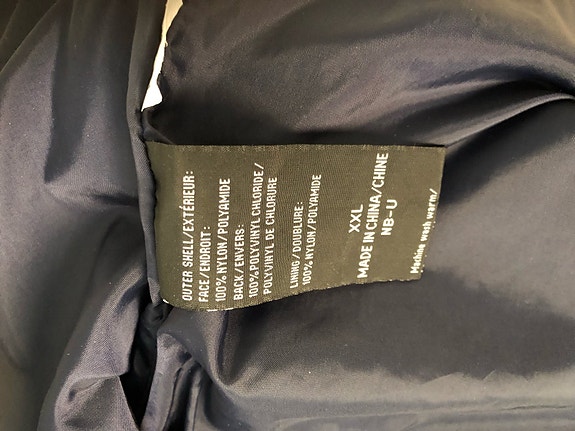 OUTER SHELL/EXTÉRIEUR:
FACE/ENDROIT:
100% NYLON/POLYAMIDE
BACK/ENVERS:
100% POLYVINYL CHLORIDE/
POLYVINYL DE CHLORURE
LINING/DOUBLURE:
100% NYLON/POLYAMIDE
XXL
MADE IN CHINA/CHINE
NB-U
Machine wash warm/